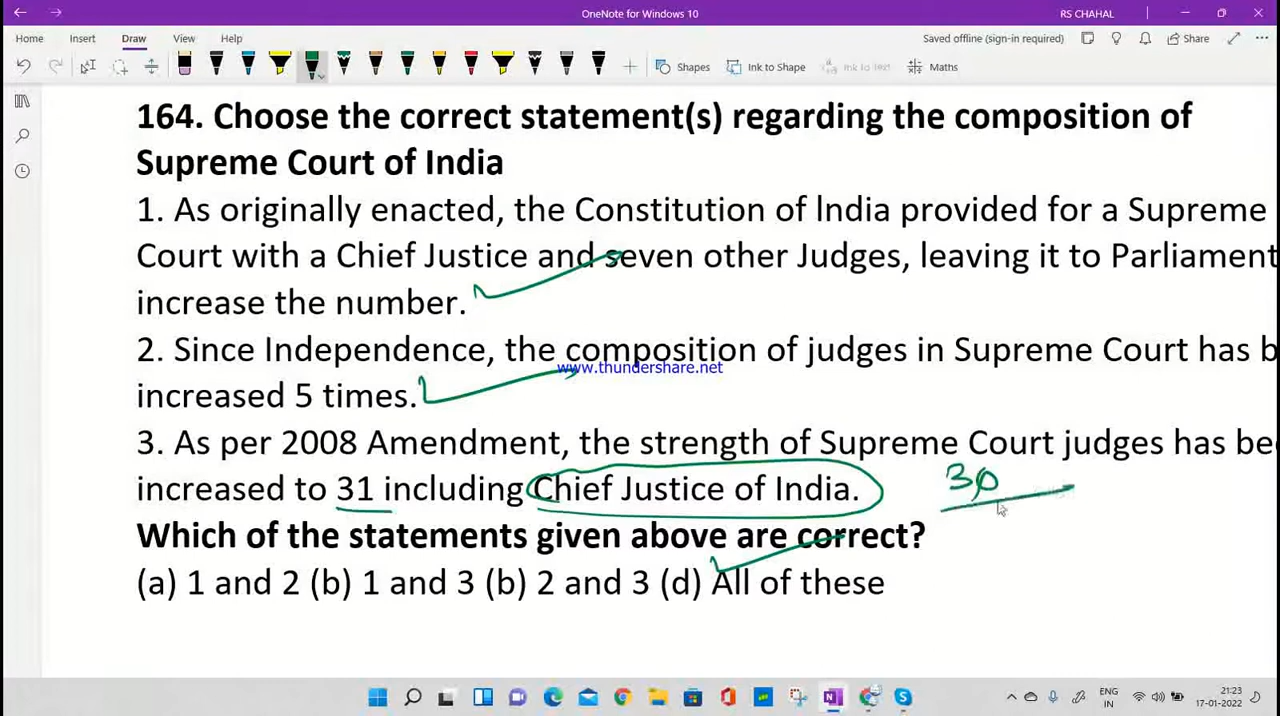 OneNote for Windows 10
RS CHAHAL
Home Insert Draw View Help
Saved offline (sign-in required)
Share
Shapes Ink to Shape Ink to Text Maths
164. Choose the correct statement(s) regarding the composition of
Supreme Court of India
1. As originally enacted, the Constitution of India provided for a Supreme
Court with a Chief Justice and seven other Judges, leaving it to Parliament
increase the number.
2. Since Independence, the composition of judges in Supreme Court has b
www.thundershare.net
increased 5 times.
3. As per 2008 Amendment, the strength of Supreme Court judges has bee
increased to 31 including Chief Justice of India.
30
Which of the statements given above are correct?
(a) 1 and 2 (b) 1 and 3 (b) 2 and 3 (d) All of these
ENG
IN
21:23
17-01-2022